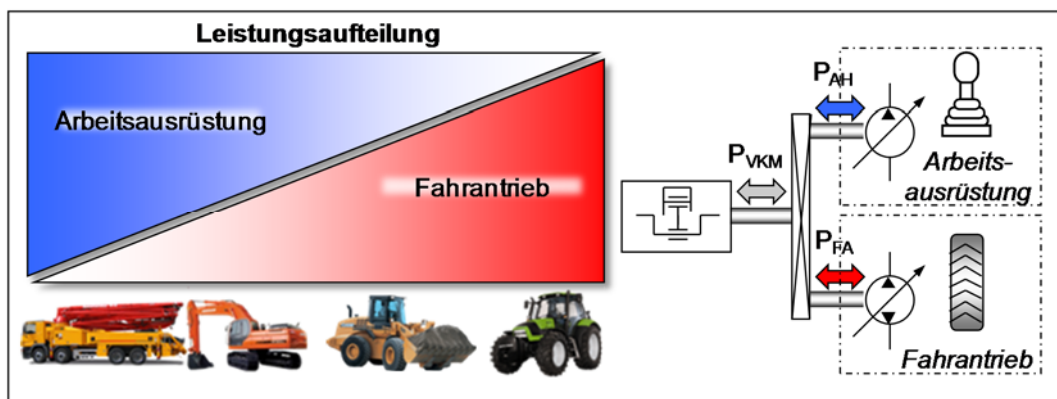 Leistungsaufteilung
Arbeitsausrüstung
Fahrantrieb
P_VKM
P_AH
Arbeits-
ausrüstung
P_FA
Fahrantrieb